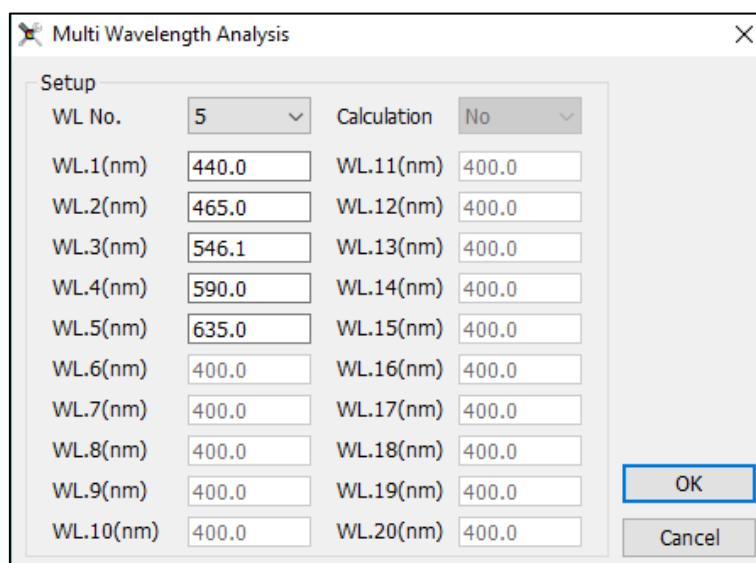 Multi Wavelength Analysis
Setup
WL No. 5 Calculation No
WL.1(nm) 440.0 WL.11(nm) 400.0
WL.2(nm) 465.0 WL.12(nm) 400.0
WL.3(nm) 546.1 WL.13(nm) 400.0
WL.4(nm) 590.0 WL.14(nm) 400.0
WL.5(nm) 635.0 WL.15(nm) 400.0
WL.6(nm) 400.0 WL.16(nm) 400.0
WL.7(nm) 400.0 WL.17(nm) 400.0
WL.8(nm) 400.0 WL.18(nm) 400.0
WL.9(nm) 400.0 WL.19(nm) 400.0
WL.10(nm) 400.0 WL.20(nm) 400.0
OK
Cancel